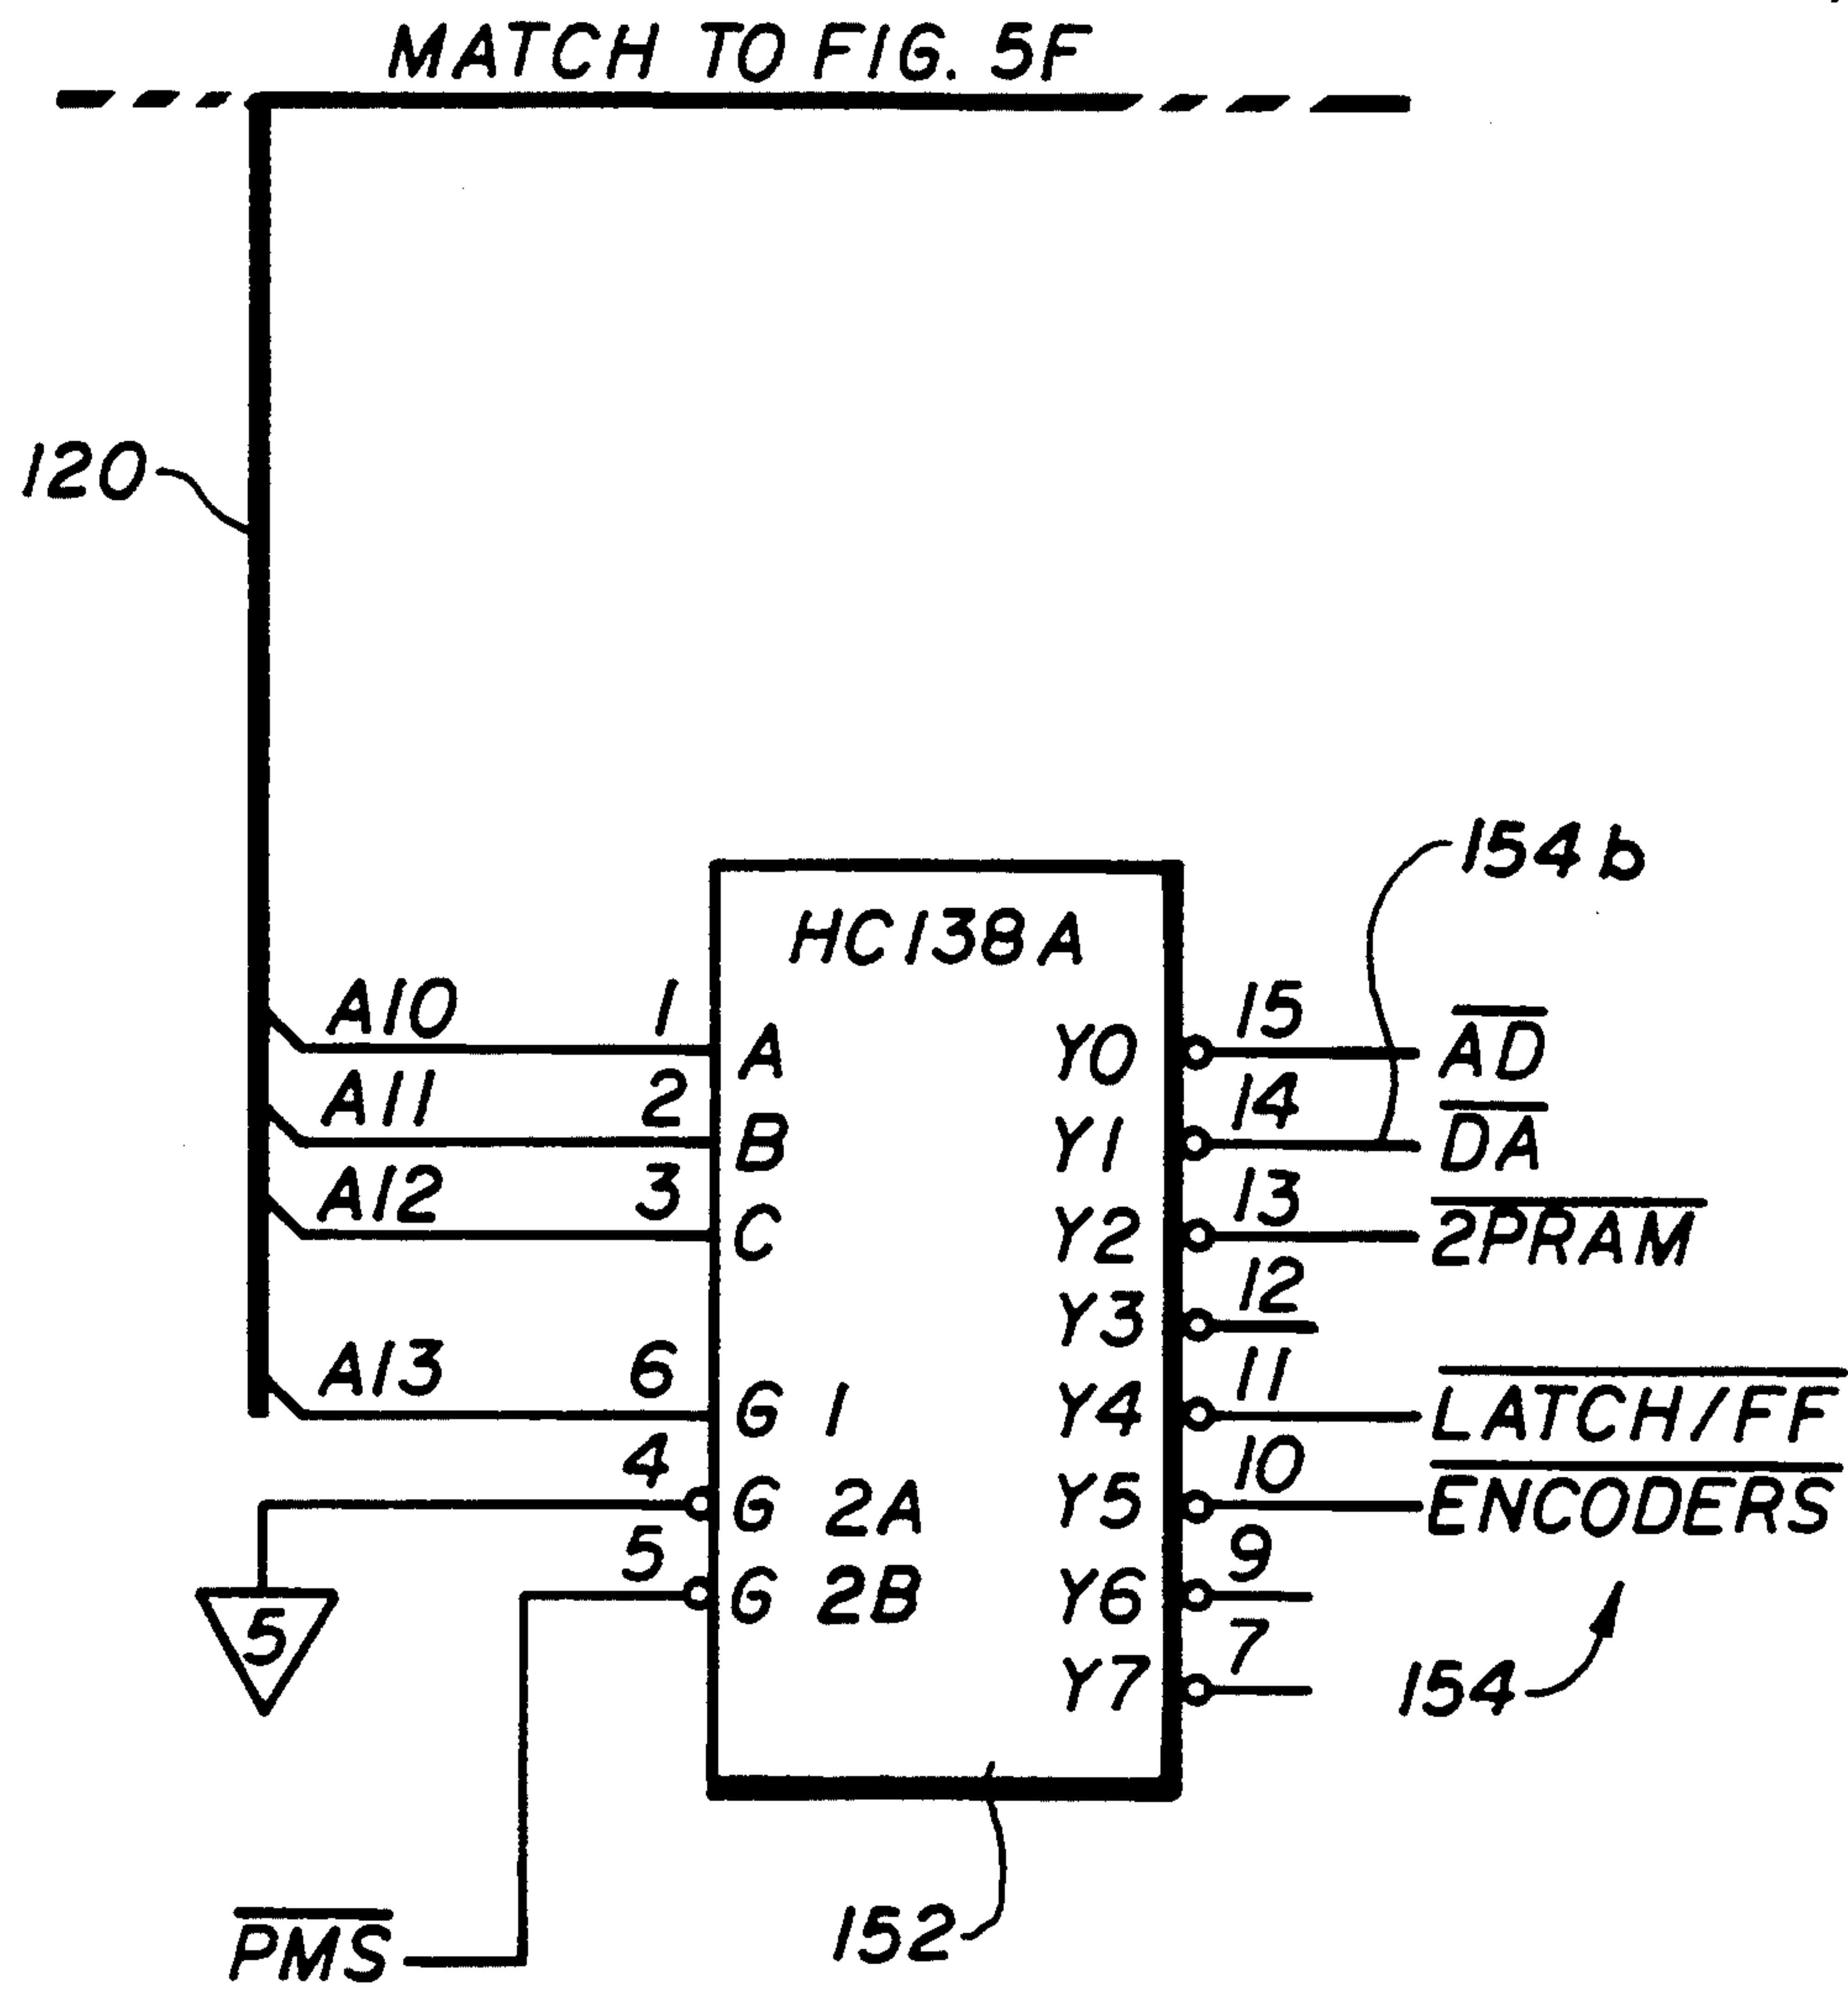 MATCH TO FIG. 5F
120
154b
HC138A
A10 1 A Y0 15 AD
A11 2 B Y1 14 DA
A12 3 C Y2 13 2PRAM
Y3 12
A13 6 G 1 Y4 11 LATCH/FF
4 G 2A Y5 10 ENCODERS
5 G 2B Y6 9
5
Y7 7
154
152
PMS